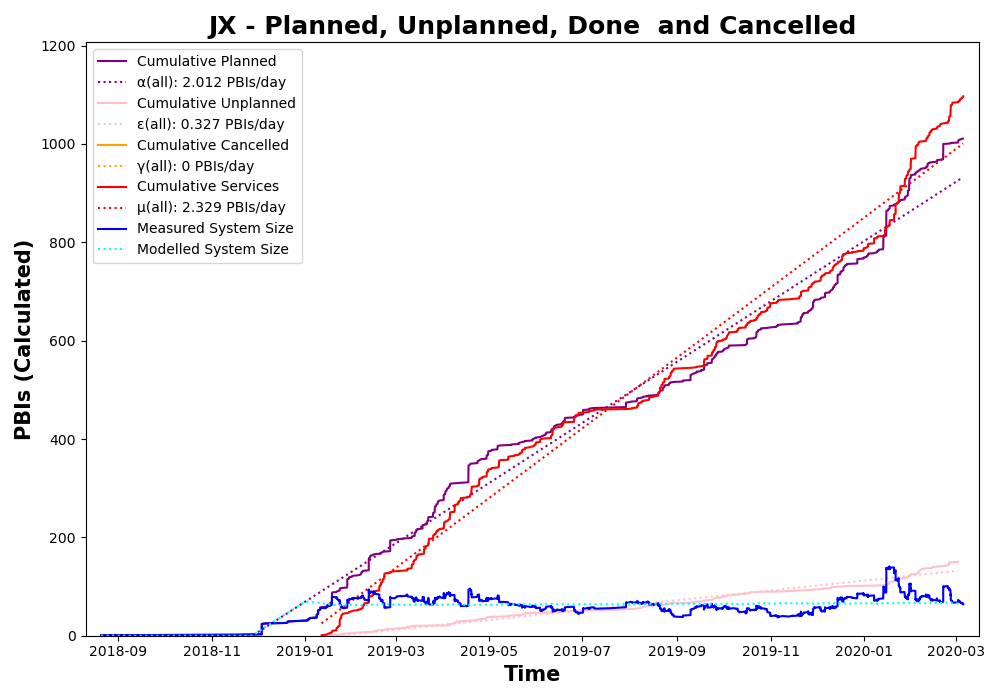 JX - Planned, Unplanned, Done  and Cancelled
PBIs (Calculated)
1200
1000
800
600
400
200
0
Cumulative Planned
α(all): 2.012 PBIs/day
Cumulative Unplanned
ε(all): 0.327 PBIs/day
Cumulative Cancelled
γ(all): 0 PBIs/day
Cumulative Services
μ(all): 2.329 PBIs/day
Measured System Size
Modelled System Size
2018-09 2018-11 2019-01 2019-03 2019-05 2019-07 2019-09 2019-11 2020-01 2020-03
Time